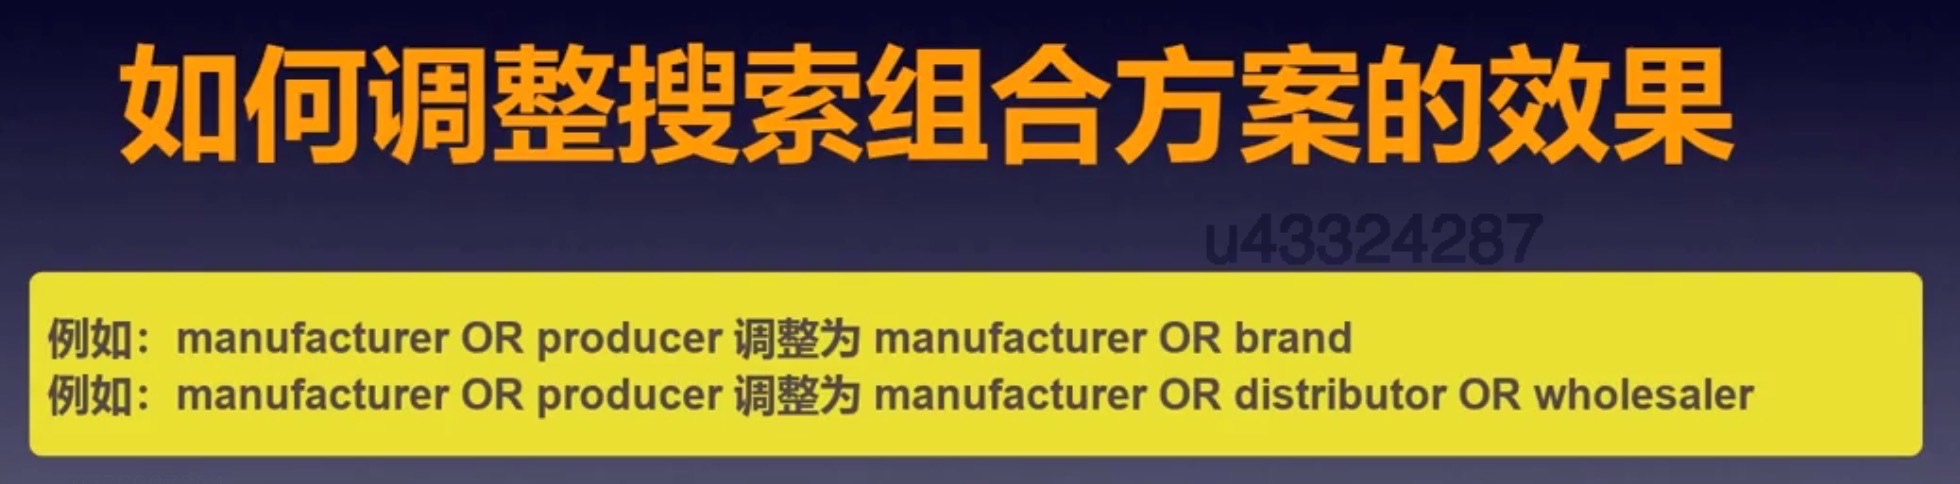 如何调整搜索组合方案的效果
u43324287
例如：manufacturer OR producer 调整为 manufacturer OR brand
例如：manufacturer OR producer 调整为 manufacturer OR distributor OR wholesaler